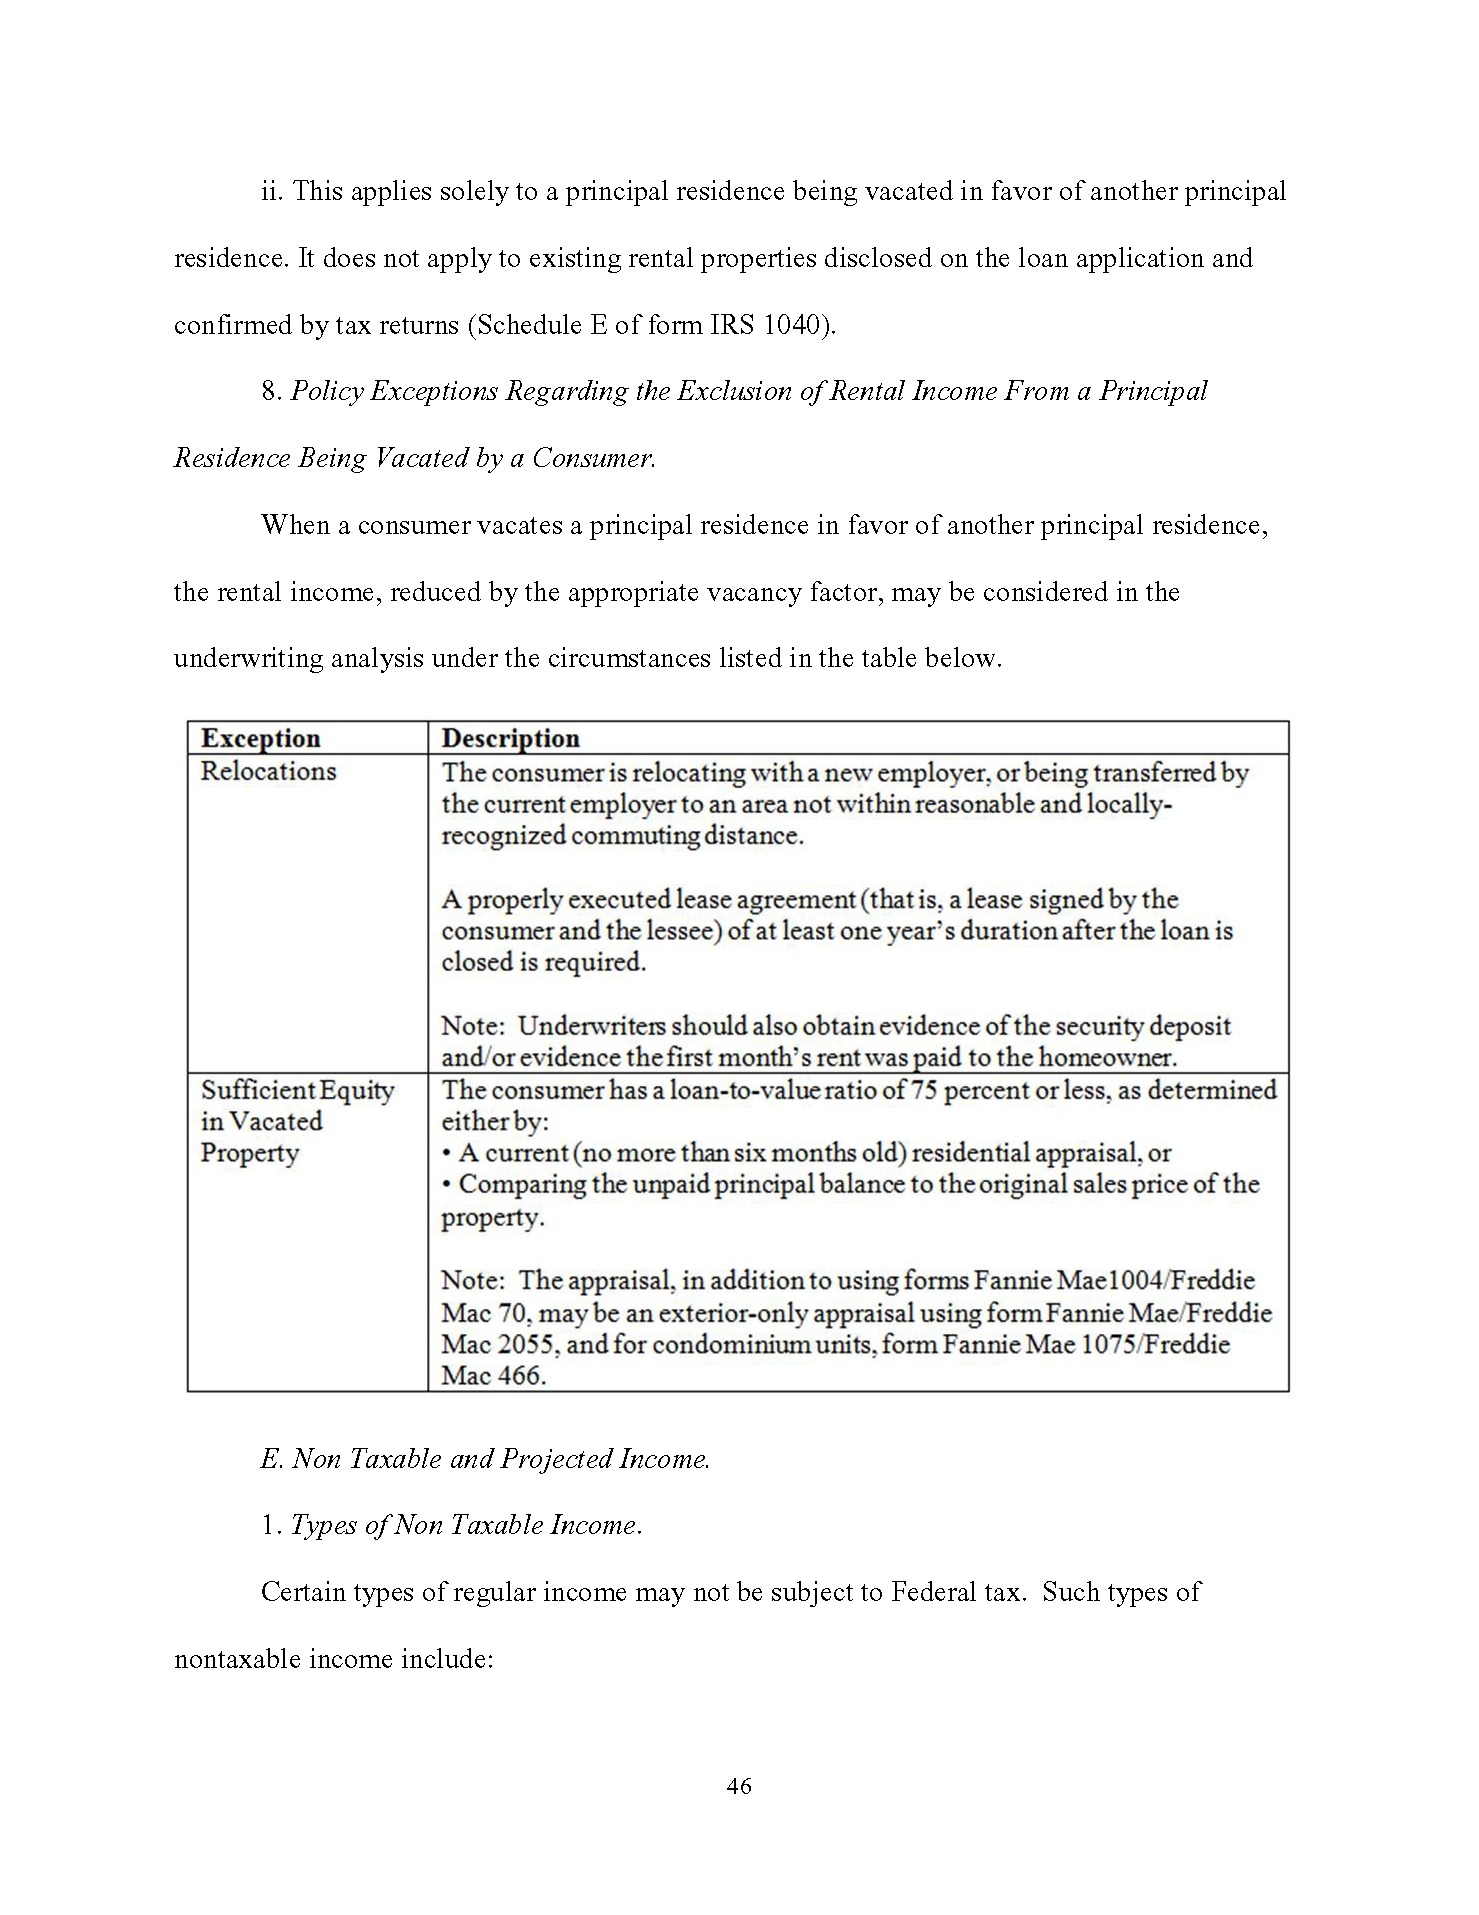 ii. This applies solely to a principal residence being vacated in favor of another principal
residence. It does not apply to existing rental properties disclosed on the loan application and
confirmed by tax returns (Schedule E of form IRS 1040).
8. Policy Exceptions Regarding the Exclusion of Rental Income From a Principal
Residence Being Vacated by a Consumer.
When a consumer vacates a principal residence in favor of another principal residence,
the rental income, reduced by the appropriate vacancy factor, may be considered in the
underwriting analysis under the circumstances listed in the table below.
Exception
Description
Relocations
The consumer is relocating with a new employer, or being transferred by
the current employer to an area not within reasonable and locally-
recognized commuting distance.
A properly executed lease agreement (that is, a lease signed by the
consumer and the lessee) of at least one year’s duration after the loan is
closed is required.
Note: Underwriters should also obtain evidence of the security deposit
and/or evidence the first month’s rent was paid to the homeowner.
Sufficient Equity
in Vacated
Property
The consumer has a loan-to-value ratio of 75 percent or less, as determined
either by:
• A current (no more than six months old) residential appraisal, or
• Comparing the unpaid principal balance to the original sales price of the
property.
Note: The appraisal, in addition to using forms Fannie Mae1004/Freddie
Mac 70, may be an exterior-only appraisal using form Fannie Mae/Freddie
Mac 2055, and for condominium units, form Fannie Mae 1075/Freddie
Mac 466.
E. Non Taxable and Projected Income.
1. Types of Non Taxable Income.
Certain types of regular income may not be subject to Federal tax. Such types of
nontaxable income include:
46